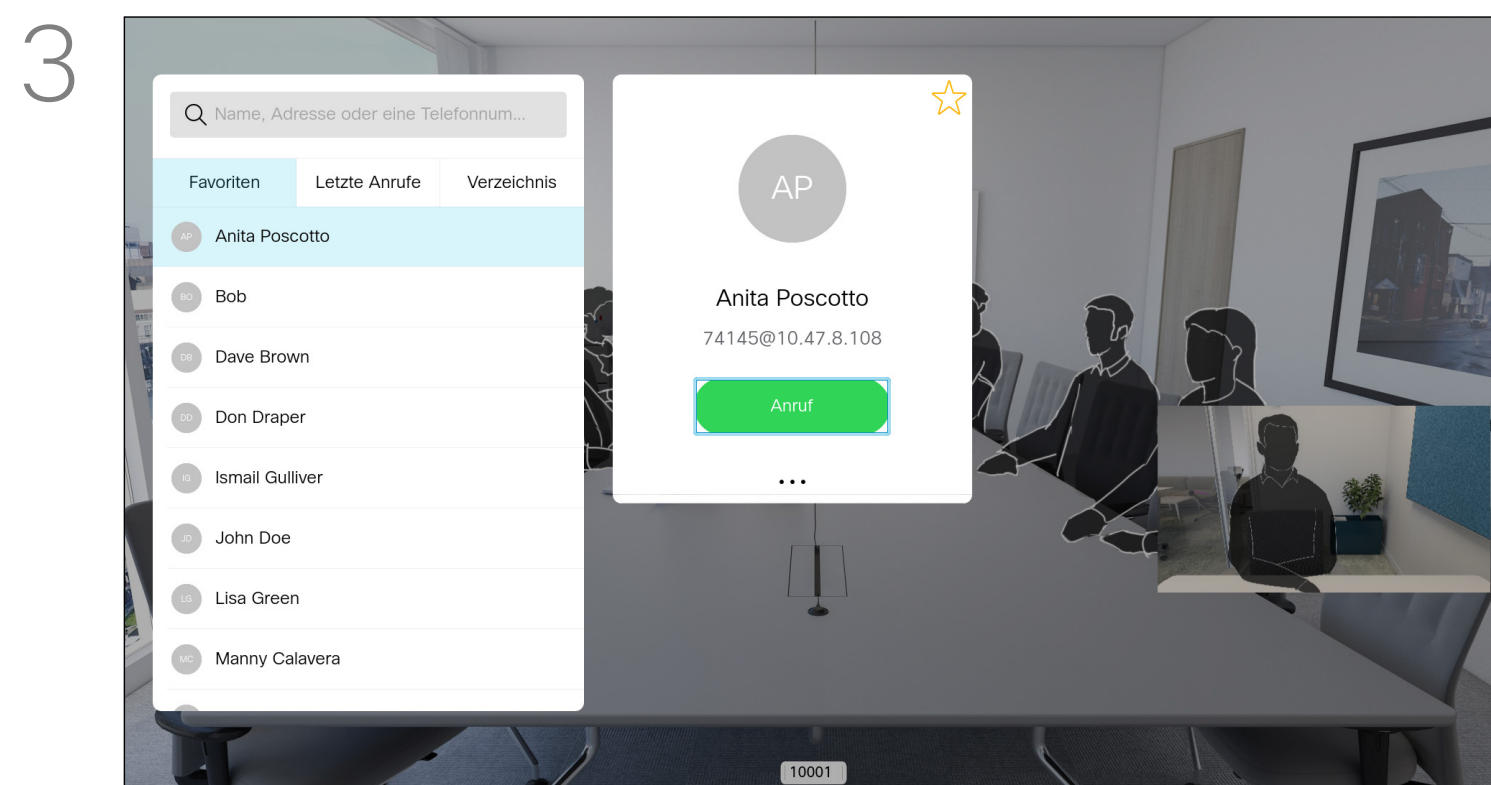 3
Name, Adresse oder eine Telefonnum...
Favoriten Letzte Anrufe Verzeichnis
AP Anita Poscotto
BO Bob
DB Dave Brown
DD Don Draper
IG Ismail Gulliver
JD John Doe
LG Lisa Green
MC Manny Calavera
AP
Anita Poscotto
74145@10.47.8.108
Anruf
...
10001